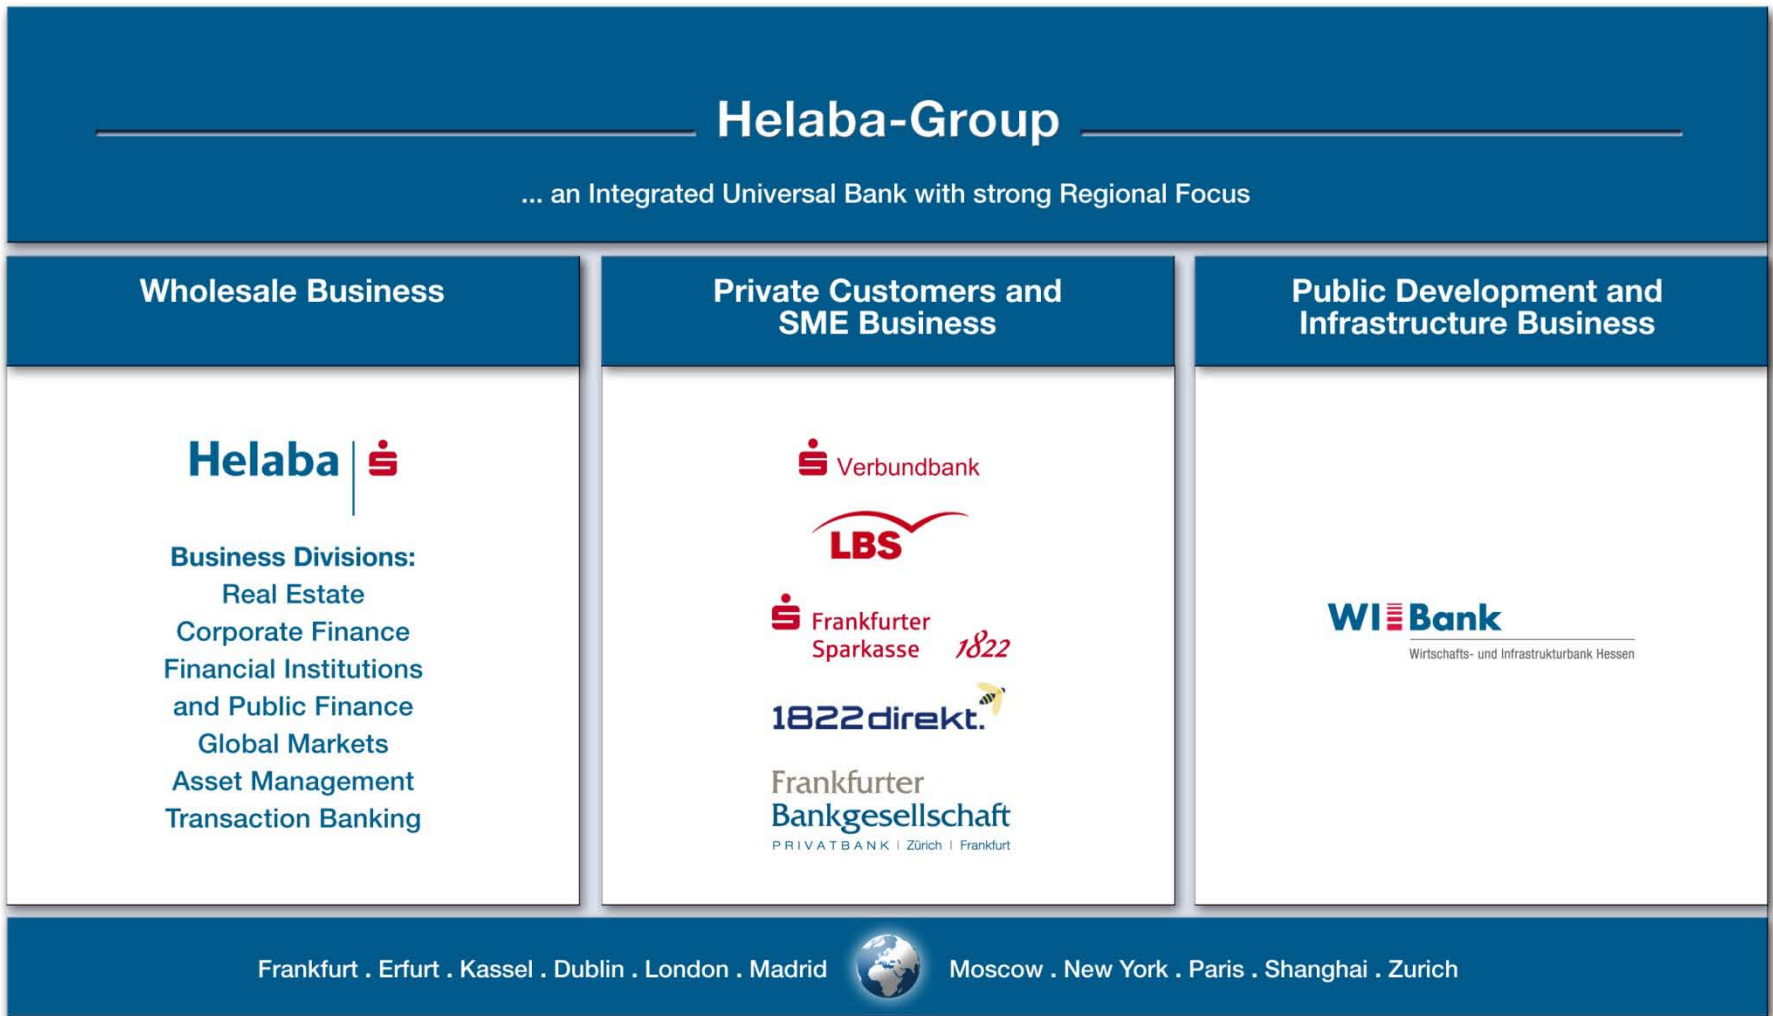 Helaba-Group
... an Integrated Universal Bank with strong Regional Focus
Wholesale Business
Helaba
Business Divisions:
Real Estate
Corporate Finance
Financial Institutions
and Public Finance
Global Markets
Asset Management
Transaction Banking
Private Customers and
SME Business
Verbundbank
LBS
Frankfurter
Sparkasse 1822
1822direkt.
Frankfurter
Bankgesellschaft
PRIVATBANK | Zürich | Frankfurt
Public Development and
Infrastructure Business
WIBank
Wirtschafts- und Infrastrukturbank Hessen
Frankfurt . Erfurt . Kassel . Dublin . London . Madrid Moscow . New York . Paris . Shanghai . Zurich